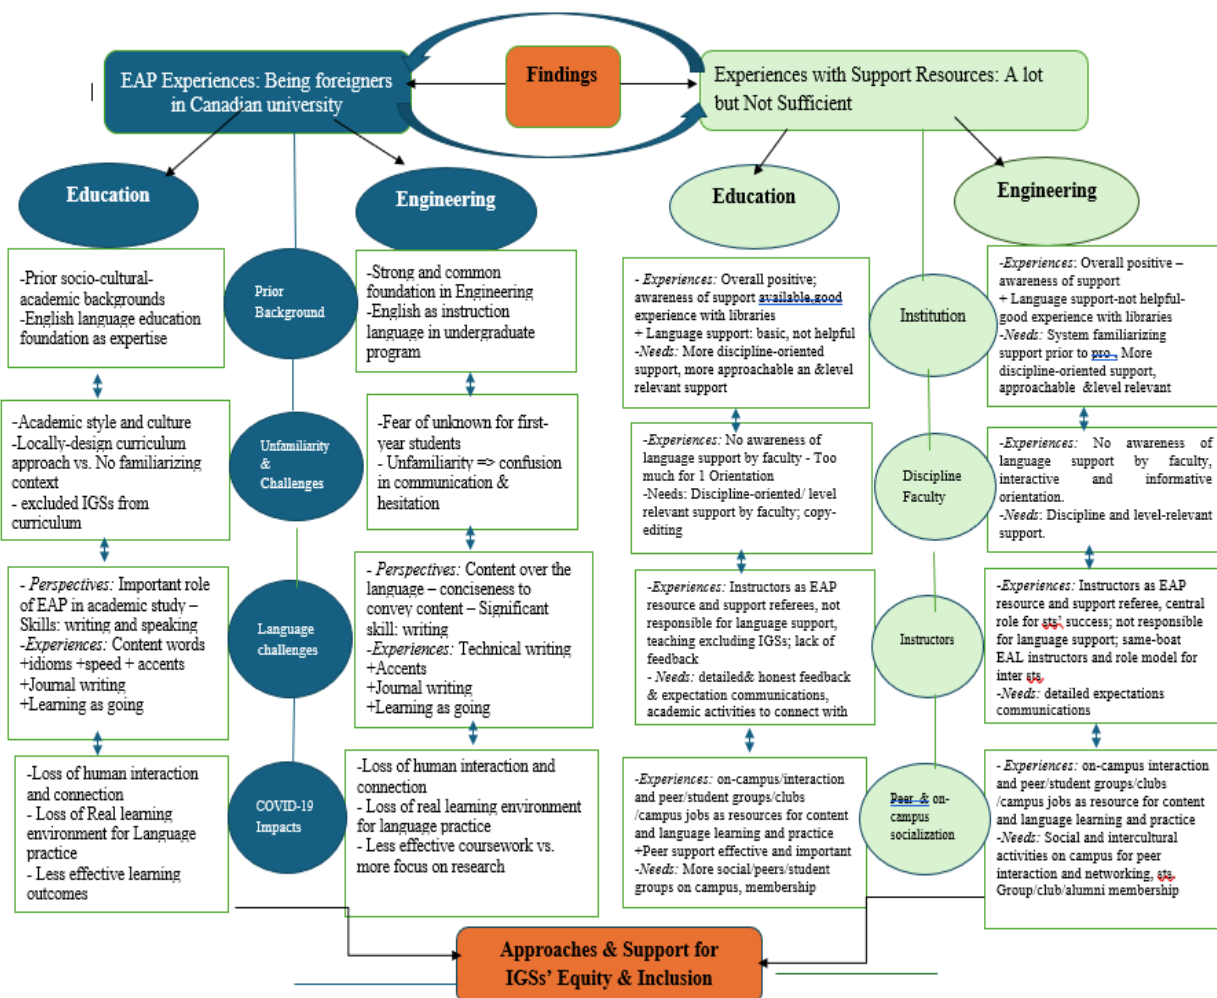 Findings
EAP Experiences: Being foreigners
in Canadian university
Experiences with Support Resources: A lot
but Not Sufficient
Education
Engineering
Education
Engineering
-Prior socio-cultural-
academic backgrounds
-English language education
foundation as expertise
Prior
Background
-Strong and common
foundation in Engineering
-English as instruction
language in undergraduate
program
- Experiences: Overall positive;
awareness of support available,good
experience with libraries
+ Language support: basic, not helpful
-Needs: More discipline-oriented
support, more approachable an &level
relevant support
Institution
-Experiences: Overall positive –
awareness of support
+ Language support-not helpful-
good experience with libraries
-Needs: System familiarizing
support prior to pro., More
discipline-oriented support,
approachable &level relevant
-Academic style and culture
-Locally-design curriculum
approach vs. No familiarizing
context
- excluded IGSs from
curriculum
Unfamiliarity
&
Challenges
-Fear of unknown for first-
year students
- Unfamiliarity => confusion
in communication &
hesitation
-Experiences: No awareness of
language support by faculty - Too
much for 1 Orientation
-Needs: Discipline-oriented/ level
relevant support by faculty; copy-
editing
Discipline
Faculty
-Experiences: No awareness of
language support by faculty,
interactive and informative
orientation.
-Needs: Discipline and level-relevant
support.
- Perspectives: Important role
of EAP in academic study –
Skills: writing and speaking
-Experiences: Content words
+idioms +speed + accents
+Journal writing
+Learning as going
Language
challenges
- Perspectives: Content over the
language – conciseness to
convey content – Significant
skill: writing
-Experiences: Technical writing
+Accents
+Journal writing
+Learning as going
-Experiences: Instructors as EAP
resource and support referees, not
responsible for language support,
teaching excluding IGSs; lack of
feedback
- Needs: detailed& honest feedback
& expectation communications,
academic activities to connect with
Instructors
-Experiences: Instructors as EAP
resource and support referee, central
role for sts' success; not responsible
for language support; same-boat
EAL instructors and role model for
inter sts.
-Needs: detailed expectations
communications
-Loss of human interaction
and connection
- Loss of Real learning
environment for Language
practice
- Less effective learning
outcomes
COVID-19
Impacts
-Loss of human interaction and
connection
- Loss of real learning environment
for language practice
- Less effective coursework vs.
more focus on research
-Experiences: on-campus/interaction
and peer/student groups/clubs
/campus jobs as resources for content
and language learning and practice
+Peer support effective and important
-Needs: More social/peers/student
groups on campus, membership
Peer & on-
campus
socialization
- Experiences: on-campus interaction
and peer/student groups/clubs
/campus jobs as resource for content
and language learning and practice
-Needs: Social and intercultural
activities on campus for peer
interaction and networking, sts.
Group/club/alumni membership
Approaches & Support for
IGSs' Equity & Inclusion